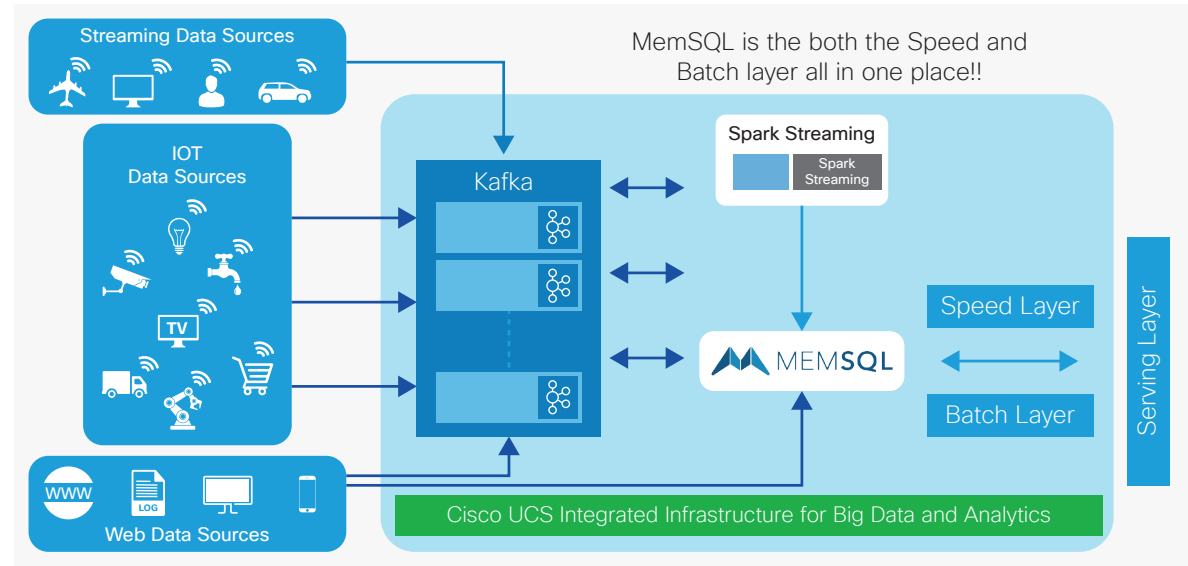 Streaming Data Sources
MemSQL is the both the Speed and
Batch layer all in one place!!
IOT
Data Sources
TV
Kafka
Spark Streaming
Spark
Streaming
MEMSQL
Speed Layer
Batch Layer
Serving Layer
WWW
LOG
Web Data Sources
Cisco UCS Integrated Infrastructure for Big Data and Analytics